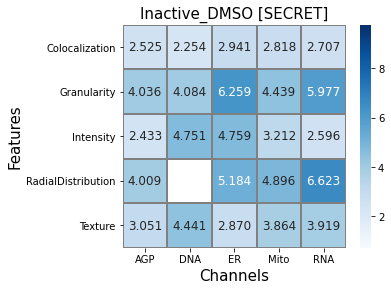 Inactive_DMSO [SECRET]
Features
Colocalization 2.525 2.254 2.941 2.818 2.707
Granularity 4.036 4.084 6.259 4.439 5.977
Intensity 2.433 4.751 4.759 3.212 2.596
RadialDistribution 4.009 5.184 4.896 6.623
Texture 3.051 4.441 2.870 3.864 3.919
AGP DNA ER Mito RNA
Channels
8
6
4
2